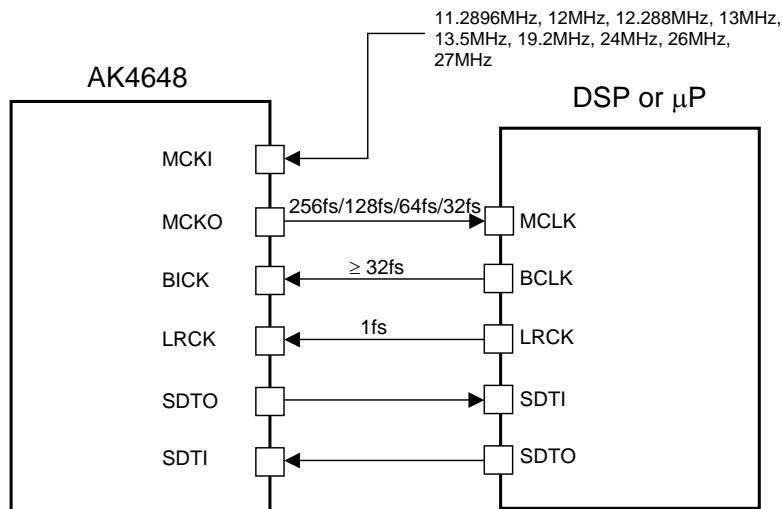 11.2896MHz, 12MHz, 12.288MHz, 13MHz,
13.5MHz, 19.2MHz, 24MHz, 26MHz,
27MHz
AK4648
DSP or μP
MCKI
MCKO
256fs/128fs/64fs/32fs
MCLK
BICK
≥ 32fs
BCLK
LRCK
1fs
LRCK
SDTO
SDTI
SDTI
SDTO